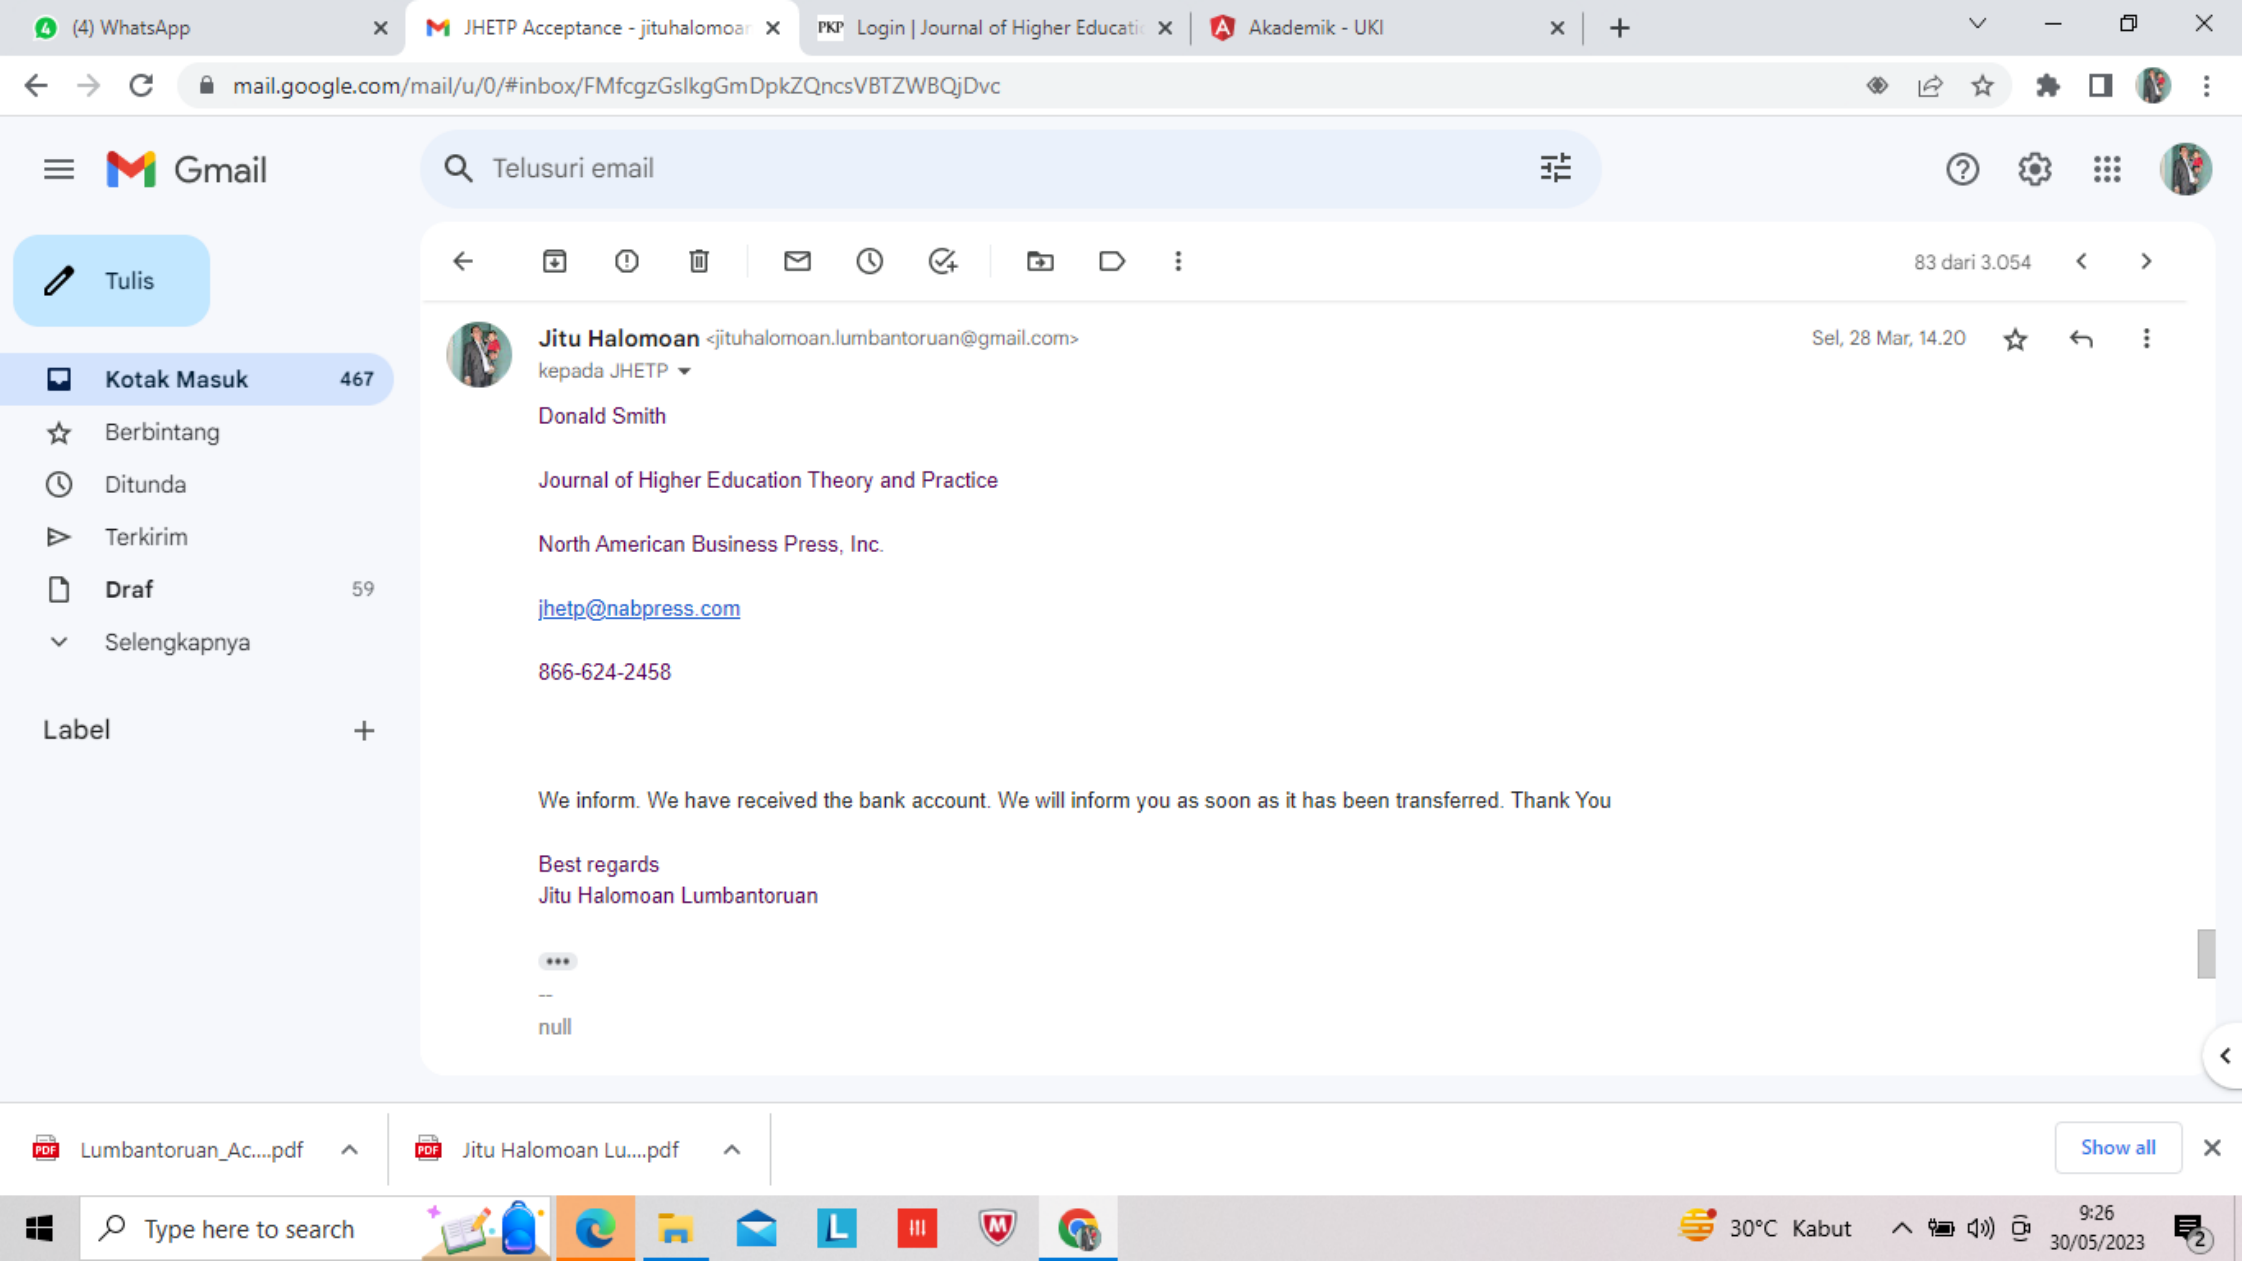 (4) WhatsApp
JHETP Acceptance - jituhalomoan
PKP Login | Journal of Higher Educatio
Akademik - UKI
mail.google.com/mail/u/0/#inbox/FMfcgzGslkgGmDpkZQncsVBTZWBQjDvc
Gmail
Telusuri email
Tulis
83 dari 3.054
Kotak Masuk 467
Berbintang
Ditunda
Terkirim
Draf 59
Selengkapnya
Label
Jitu Halomoan <jituhalomoan.lumbantoruan@gmail.com>
Sel, 28 Mar, 14.20
kepada JHETP
Donald Smith
Journal of Higher Education Theory and Practice
North American Business Press, Inc.
jhetp@nabpress.com
866-624-2458
We inform. We have received the bank account. We will inform you as soon as it has been transferred. Thank You
Best regards
Jitu Halomoan Lumbantoruan
--
null
PDF Lumbantoruan_Ac....pdf
PDF Jitu Halomoan Lu....pdf
Show all
Type here to search
30°C Kabut
9:26
30/05/2023
2